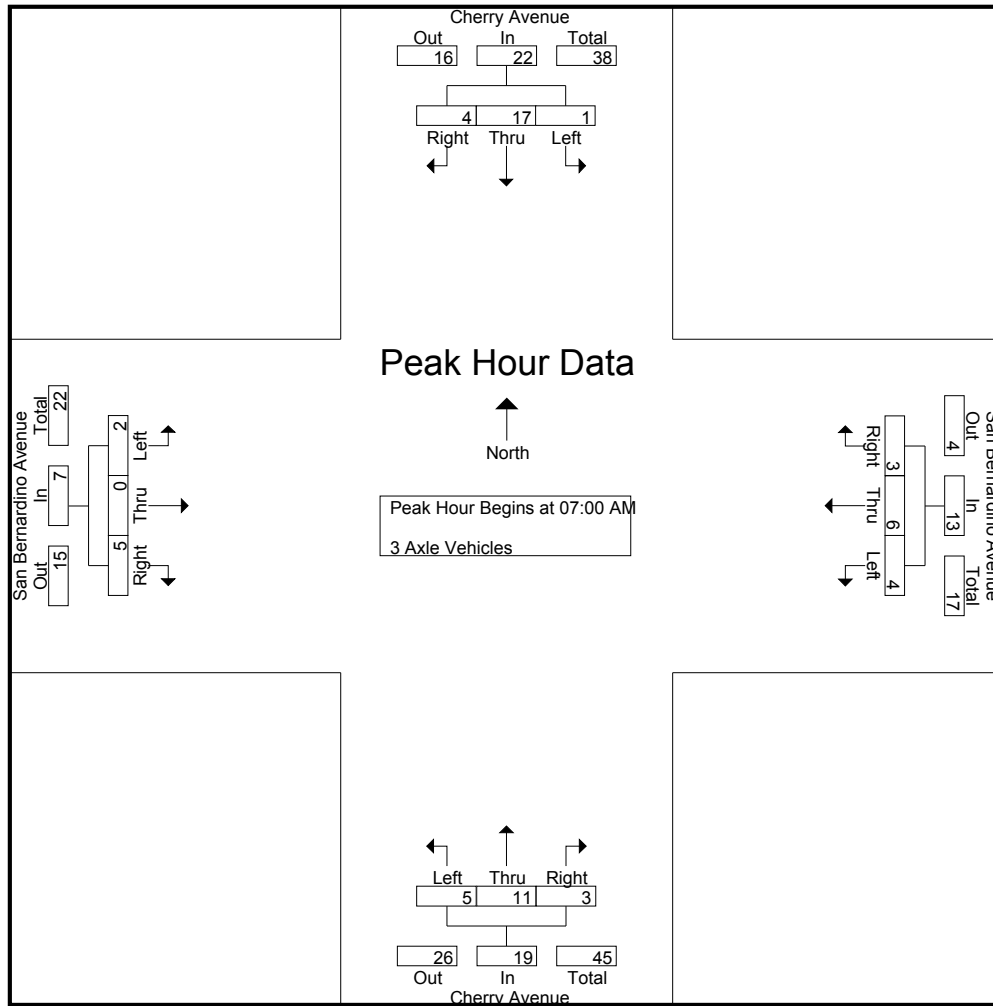 Cherry Avenue
Out In Total
16 22 38
4 17 1
Right Thru Left
Peak Hour Data
North
Peak Hour Begins at 07:00 AM
3 Axle Vehicles
San Bernardino Avenue
Out In Total
15 7 22
Left Thru Right
2 0 5
San Bernardino Avenue
Out In Total
4 13 17
Right Thru Left
3 6 4
Left Thru Right
5 11 3
26 19 45
Out In Total
Cherry Avenue